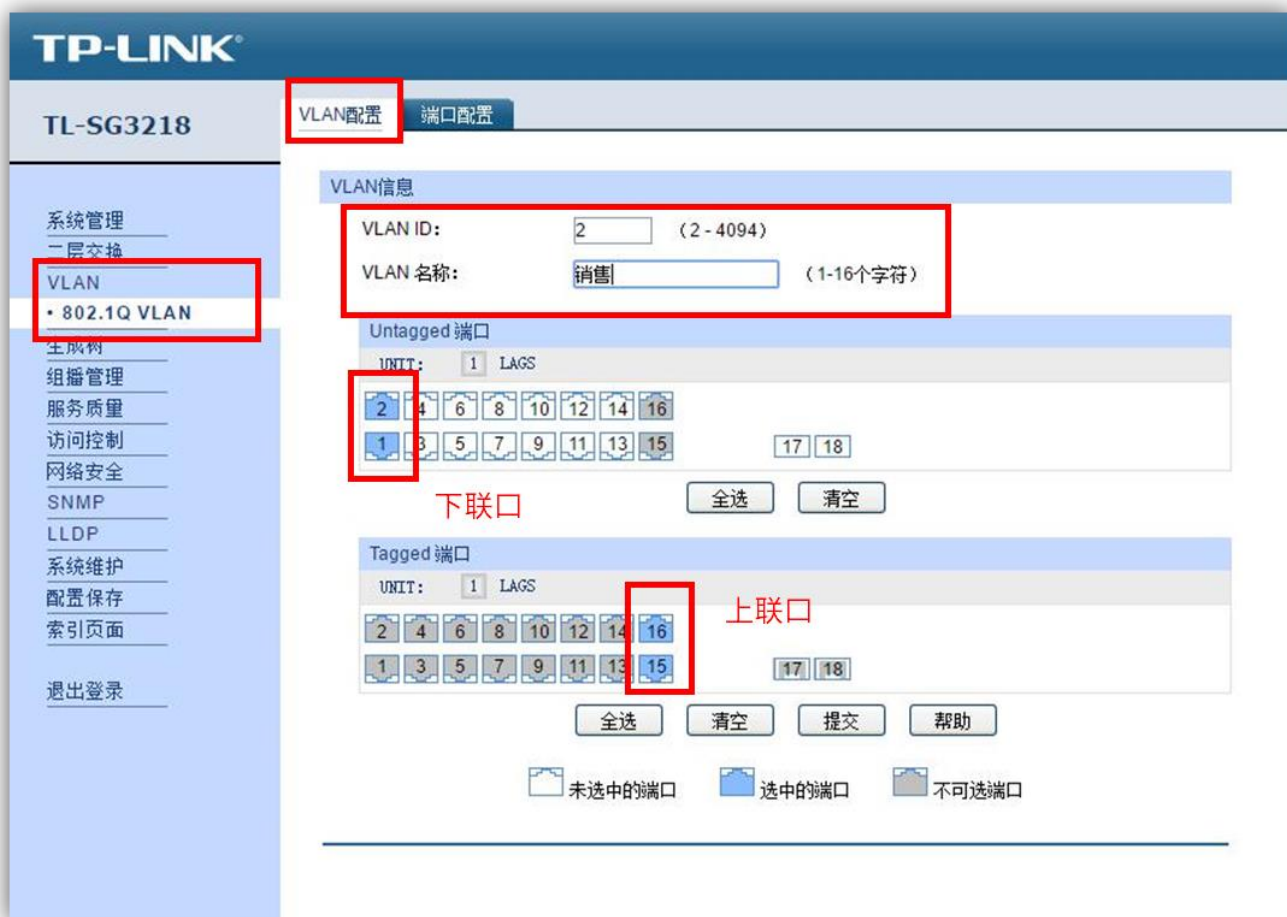 TP-LINK®
TL-SG3218
VLAN配置 端口配置
系统管理
二层交换
VLAN
• 802.1Q VLAN
生成树
组播管理
服务质量
访问控制
网络安全
SNMP
LLDP
系统维护
配置保存
索引页面
退出登录
VLAN信息
VLAN ID: 2 (2 - 4094)
VLAN 名称: 销售 (1-16个字符)
Untagged 端口
UNIT: 1 LAGS
2 4 6 8 10 12 14 16
1 3 5 7 9 11 13 15 17 18
全选 清空
下联口
Tagged 端口
UNIT: 1 LAGS
上联口
2 4 6 8 10 12 14 16
1 3 5 7 9 11 13 15 17 18
全选 清空 提交 帮助
未选中的端口 选中的端口 不可选端口